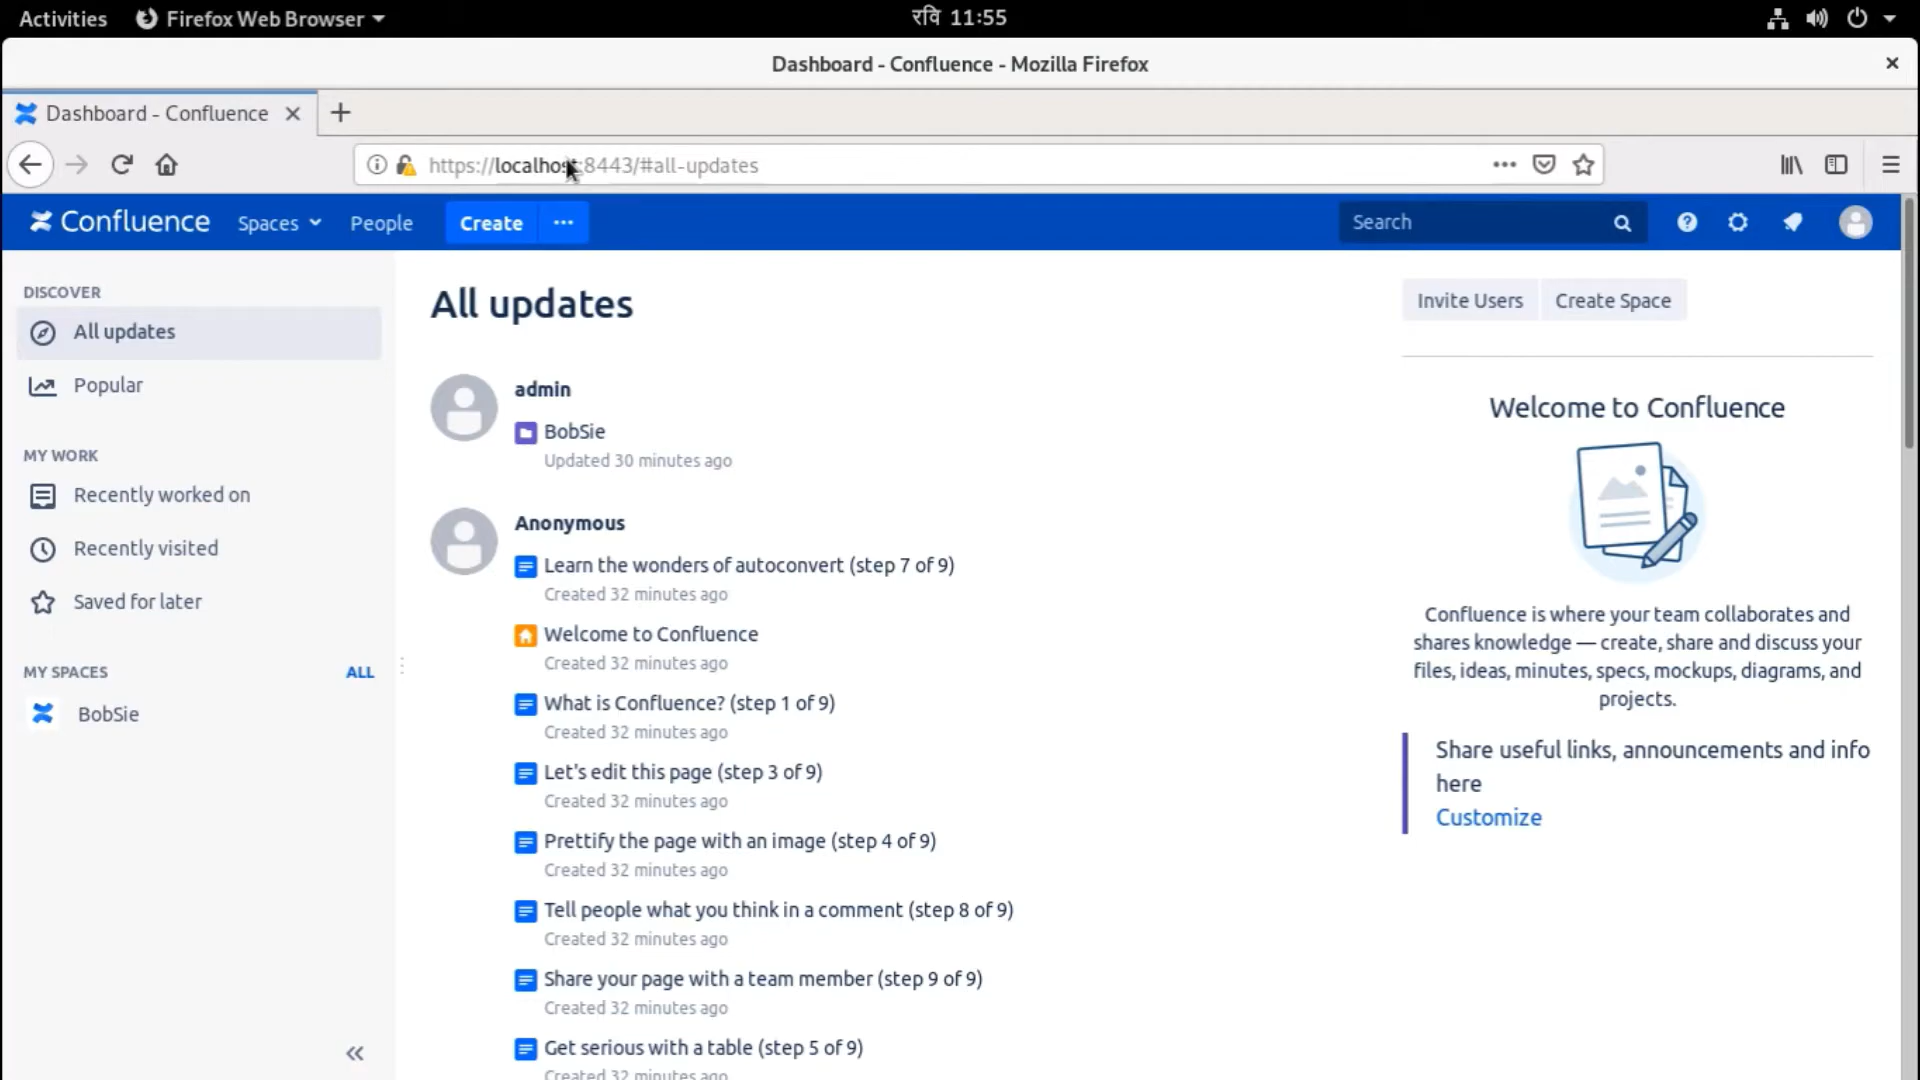 Activities Firefox Web Browser रवि 11:55
Dashboard - Confluence - Mozilla Firefox
Dashboard - Confluence
https://localhost:8443/#all-updates
Confluence Spaces People Create Search
DISCOVER
All updates
Popular
MY WORK
Recently worked on
Recently visited
Saved for later
MY SPACES ALL
BobSie
All updates
admin
BobSie
Updated 30 minutes ago
Anonymous
Learn the wonders of autoconvert (step 7 of 9)
Created 32 minutes ago
Welcome to Confluence
Created 32 minutes ago
What is Confluence? (step 1 of 9)
Created 32 minutes ago
Let's edit this page (step 3 of 9)
Created 32 minutes ago
Prettify the page with an image (step 4 of 9)
Created 32 minutes ago
Tell people what you think in a comment (step 8 of 9)
Created 32 minutes ago
Share your page with a team member (step 9 of 9)
Created 32 minutes ago
Get serious with a table (step 5 of 9)
Created 32 minutes ago
Invite Users Create Space
Welcome to Confluence
Confluence is where your team collaborates and
shares knowledge — create, share and discuss your
files, ideas, minutes, specs, mockups, diagrams, and
projects.
Share useful links, announcements and info
here
Customize